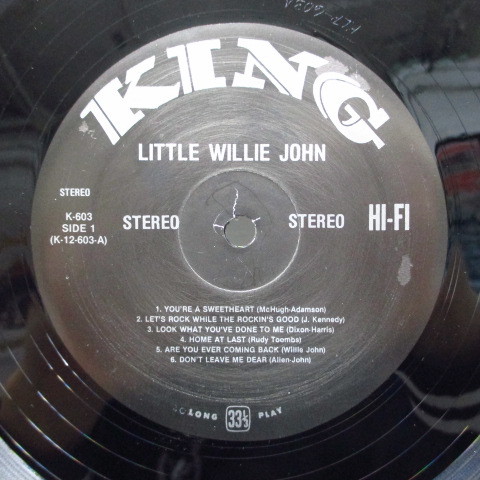 KING
LITTLE WILLIE JOHN
STEREO
K-603
SIDE 1
(K-12-603-A)
STEREO
STEREO
HI-FI
1. YOU'RE A SWEETHEART (McHugh-Adamson)
2. LET'S ROCK WHILE THE ROCKIN'S GOOD (J. Kennedy)
3. LOOK WHAT YOU'VE DONE TO ME (Dixon-Harris)
4. HOME AT LAST (Rudy Toombs)
5. ARE YOU EVER COMING BACK (Willis John)
6. DON'T LEAVE ME DEAR (Allen-John)
LONG 33⅓ PLAY